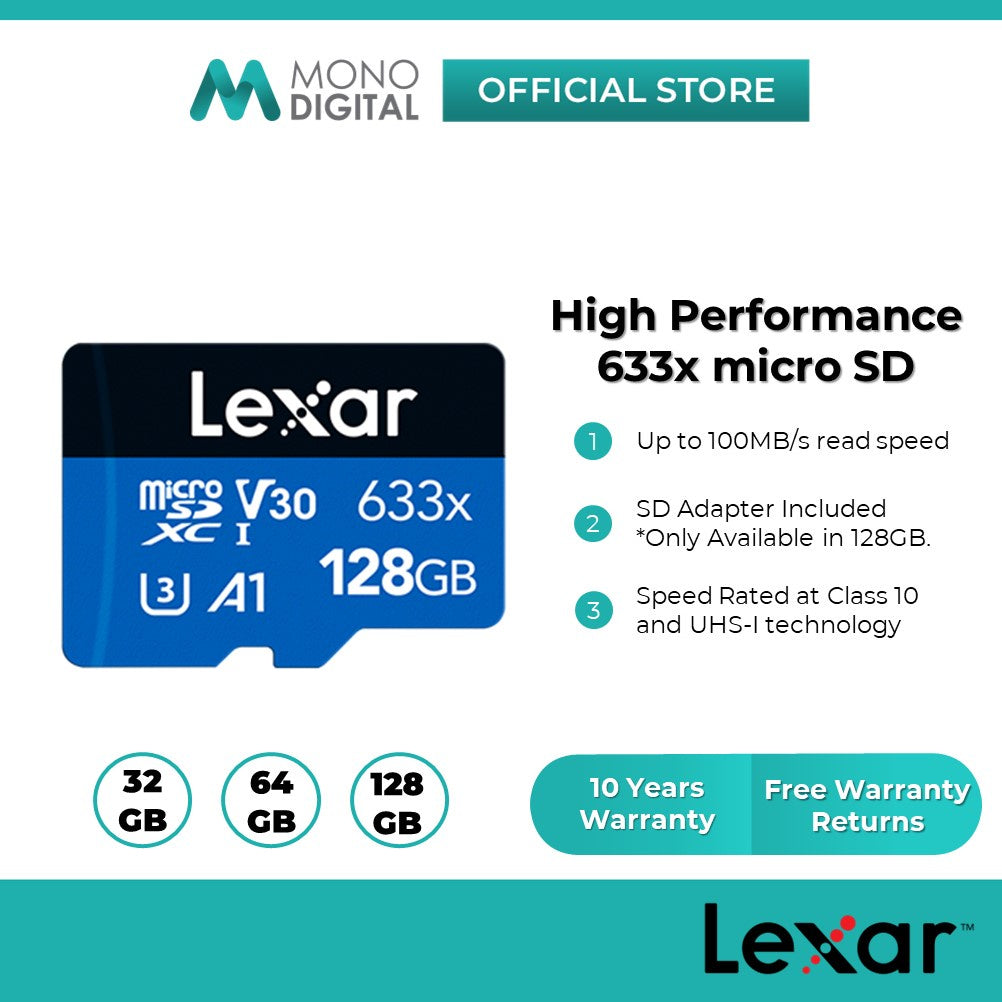 MONO
DIGITAL
OFFICIAL STORE
High Performance
633x micro SD
Lexar
micro
SD
XC I
V30
633x
128GB
U3 A1
1
Up to 100MB/s read speed
2
SD Adapter Included
*Only Available in 128GB.
3
Speed Rated at Class 10
and UHS-I technology
32
GB
64
GB
128
GB
10 Years
Warranty
Free Warranty
Returns
Lexar™